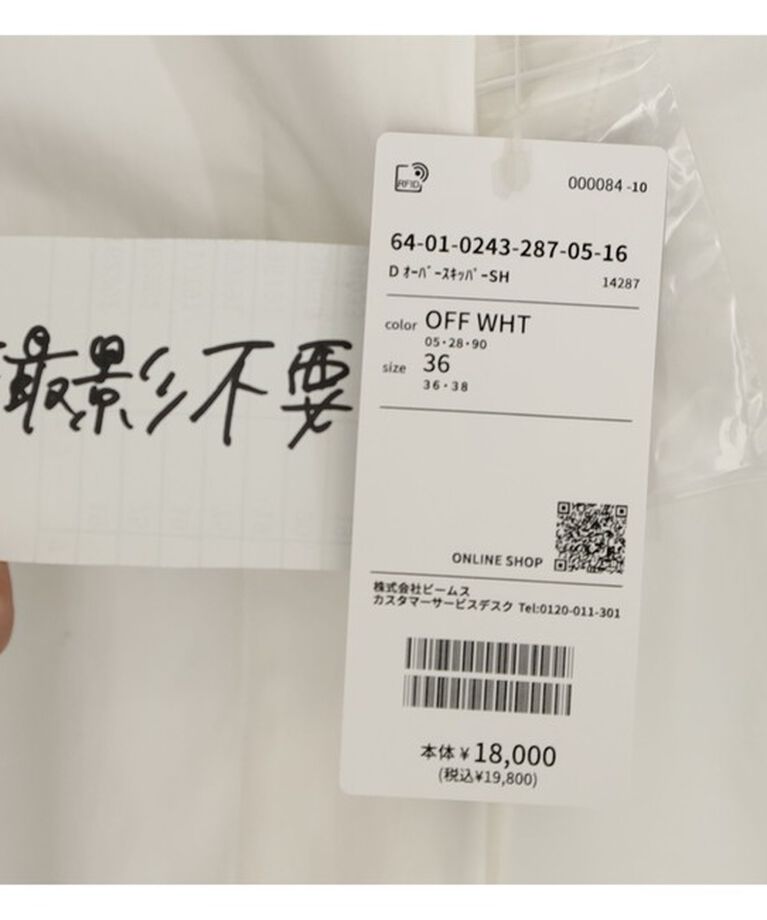 撮影不要
RFID
000084 -10
64-01-0243-287-05-16
D ｵｰﾊﾞｰｽｷｯﾊﾟｰSH
14287
color OFF WHT
05・28・90
size 36
36・38
ONLINE SHOP
株式会社ビームス
カスタマーサービスデスク Tel:0120-011-301
本体¥18,000
(税込¥19,800)